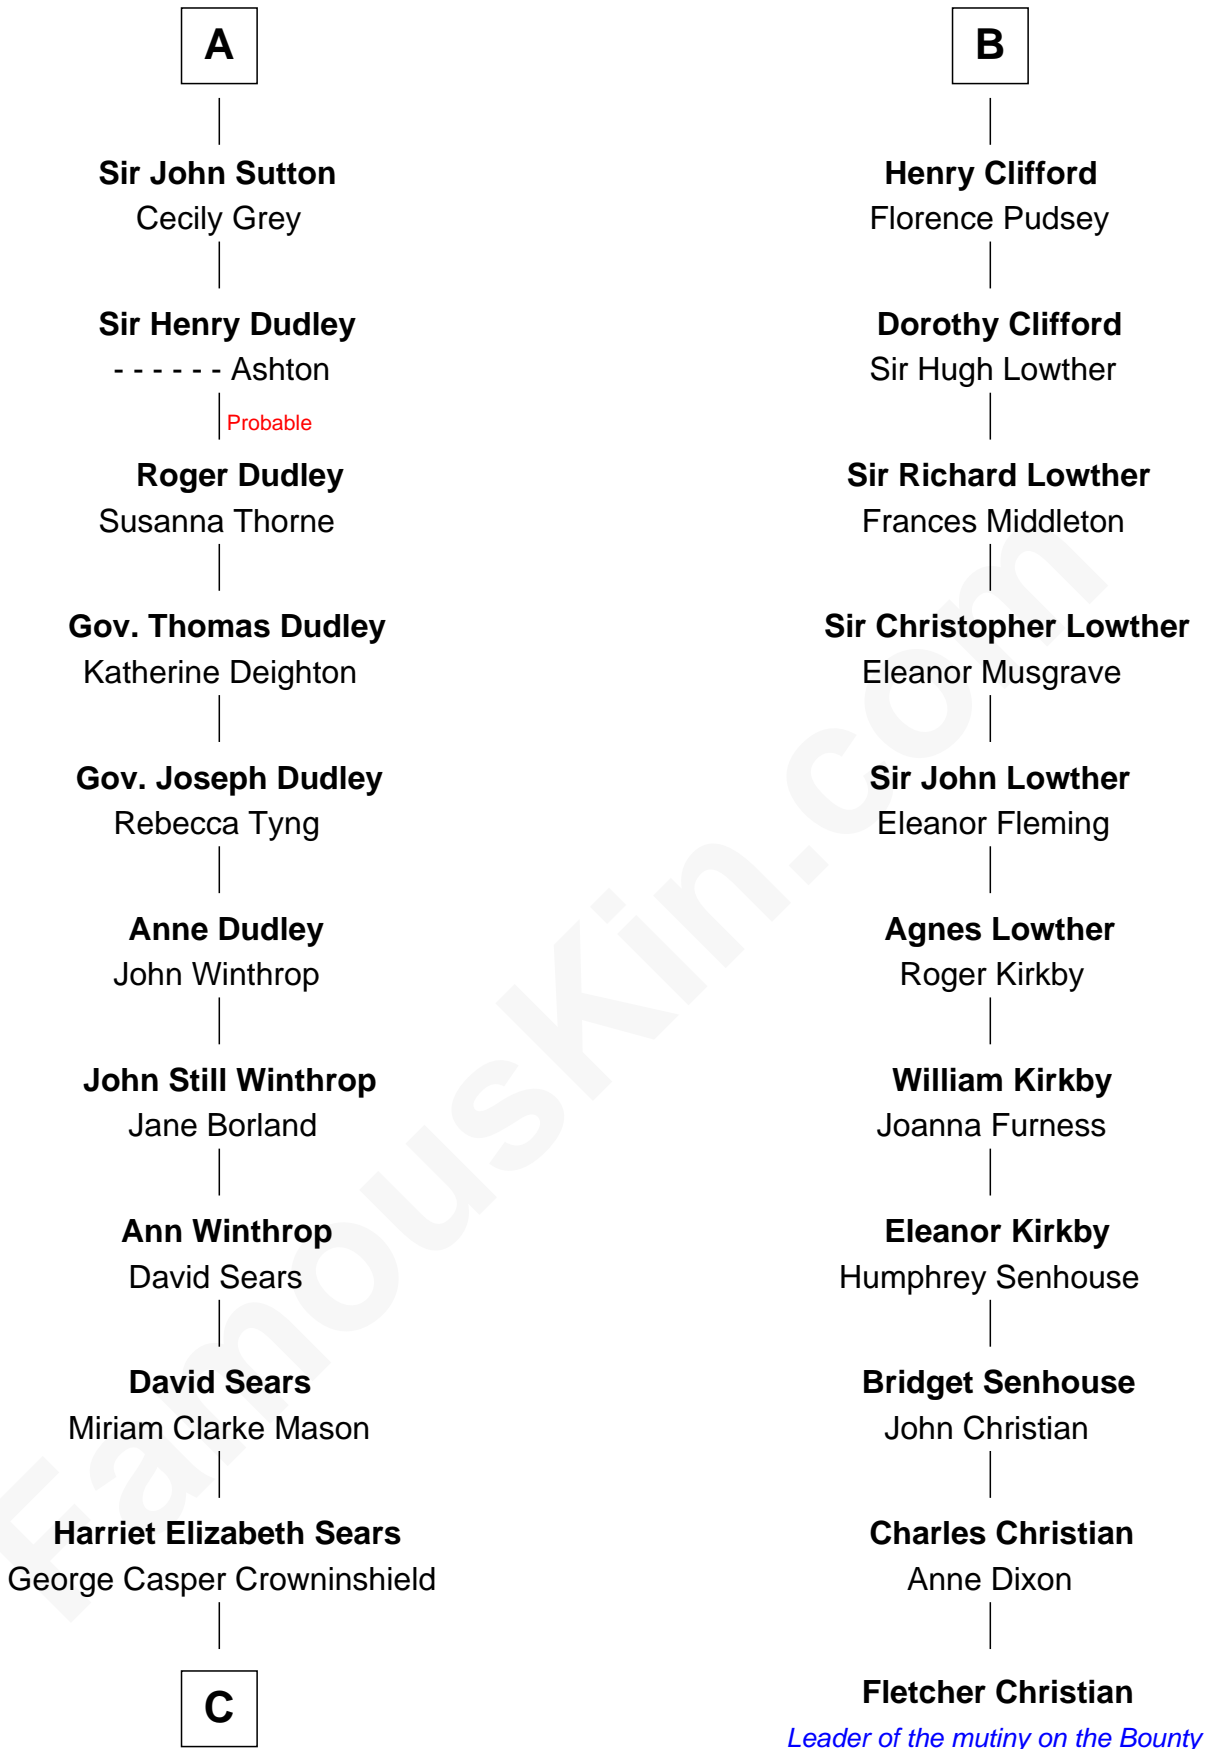 A
Sir John Sutton
Cecily Grey
Sir Henry Dudley
- - - - - - Ashton
Probable
Roger Dudley
Susanna Thorne
Gov. Thomas Dudley
Katherine Deighton
Gov. Joseph Dudley
Rebecca Tyng
Anne Dudley
John Winthrop
John Still Winthrop
Jane Borland
Ann Winthrop
David Sears
David Sears
Miriam Clarke Mason
Harriet Elizabeth Sears
George Casper Crowninshield
C
B
Henry Clifford
Florence Pudsey
Dorothy Clifford
Sir Hugh Lowther
Sir Richard Lowther
Frances Middleton
Sir Christopher Lowther
Eleanor Musgrave
Sir John Lowther
Eleanor Fleming
Agnes Lowther
Roger Kirkby
William Kirkby
Joanna Furness
Eleanor Kirkby
Humphrey Senhouse
Bridget Senhouse
John Christian
Charles Christian
Anne Dixon
Fletcher Christian
Leader of the mutiny on the Bounty
FamousKin.com